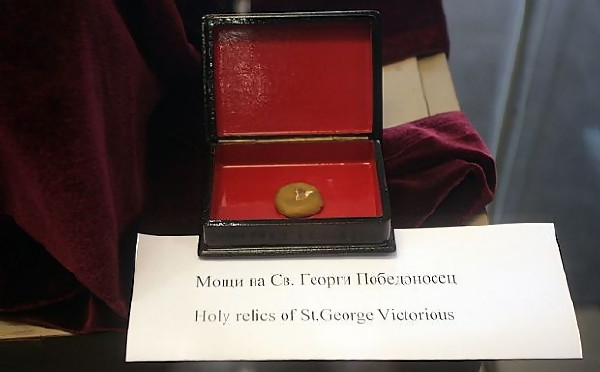 Мощи на Св. Георги Победоносец
Holy relics of St,George Victorious